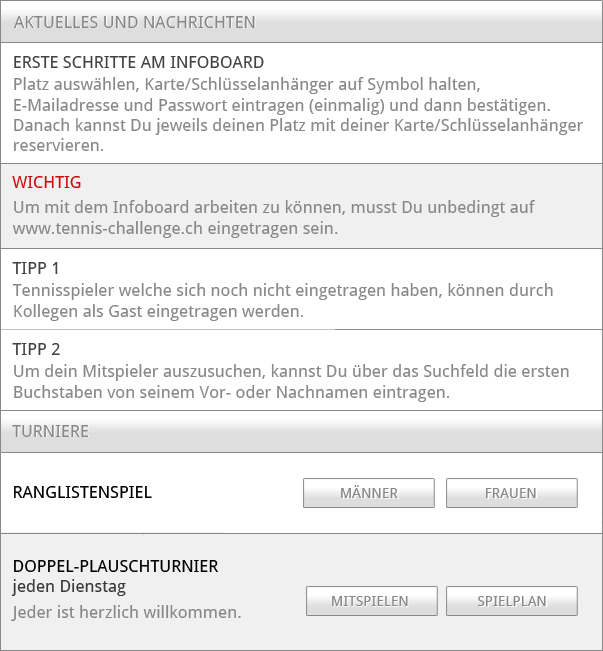 AKTUELLES UND NACHRICHTEN
ERSTE SCHRITTE AM INFOBOARD
Platz auswählen, Karte/Schlüsselanhänger auf Symbol halten,
E-Mailadresse und Passwort eintragen (einmalig) und dann bestätigen.
Danach kannst Du jeweils deinen Platz mit deiner Karte/Schlüsselanhänger
reservieren.
WICHTIG
Um mit dem Infoboard arbeiten zu können, musst Du unbedingt auf
www.tennis-challenge.ch eingetragen sein.
TIPP 1
Tennisspieler welche sich noch nicht eingetragen haben, können durch
Kollegen als Gast eingetragen werden.
TIPP 2
Um dein Mitspieler auszusuchen, kannst Du über das Suchfeld die ersten
Buchstaben von seinem Vor- oder Nachnamen eintragen.
TURNIERE
RANGLISTENSPIEL MÄNNER FRAUEN
DOPPEL-PLAUSCHTURNIER
jeden Dienstag
Jeder ist herzlich willkommen. MITSPIELEN SPIELPLAN